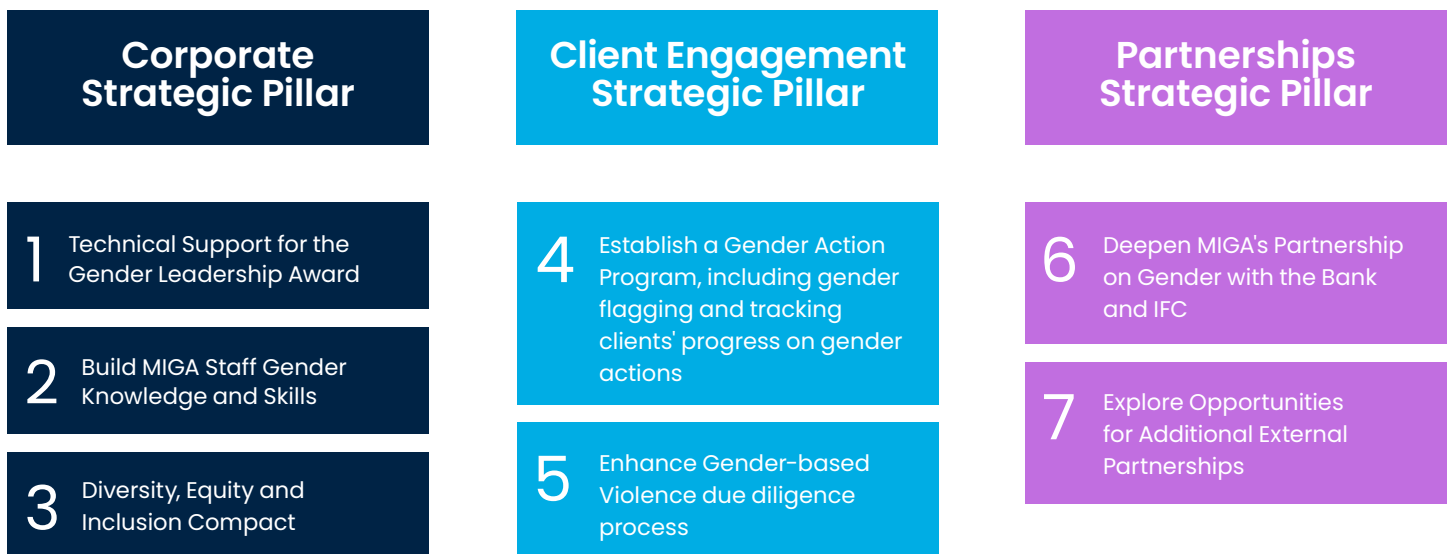 Corporate
Strategic Pillar
1
Technical Support for the
Gender Leadership Award
2
Build MIGA Staff Gender
Knowledge and Skills
3
Diversity, Equity and
Inclusion Compact
Client Engagement
Strategic Pillar
4
Establish a Gender Action
Program, including gender
flagging and tracking
clients' progress on gender
actions
5
Enhance Gender-based
Violence due diligence
process
Partnerships
Strategic Pillar
6
Deepen MIGA's Partnership
on Gender with the Bank
and IFC
7
Explore Opportunities
for Additional External
Partnerships